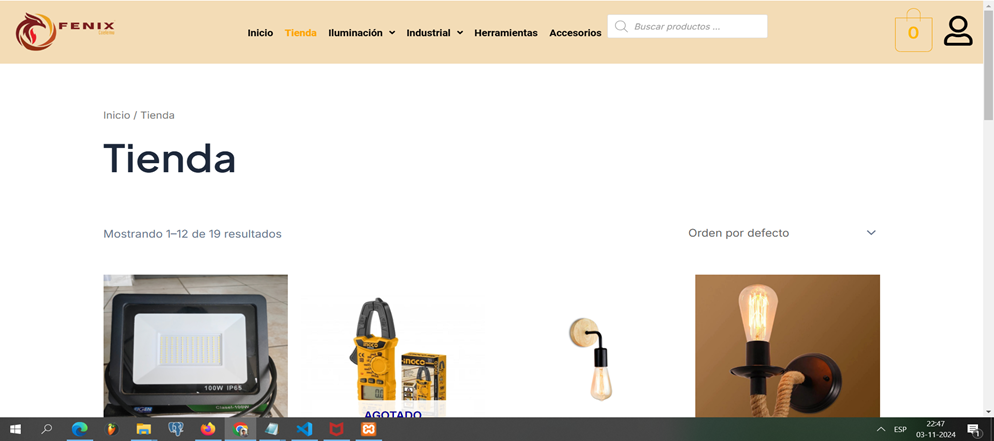 FENIX
Inicio Tienda Iluminación Industrial Herramientas Accesorios Buscar productos ... 0
Inicio / Tienda
Tienda
Mostrando 1–12 de 19 resultados
Orden por defecto
100W IP65
INGCO
AGOTADO
ESP
22:47
03-11-2024
1